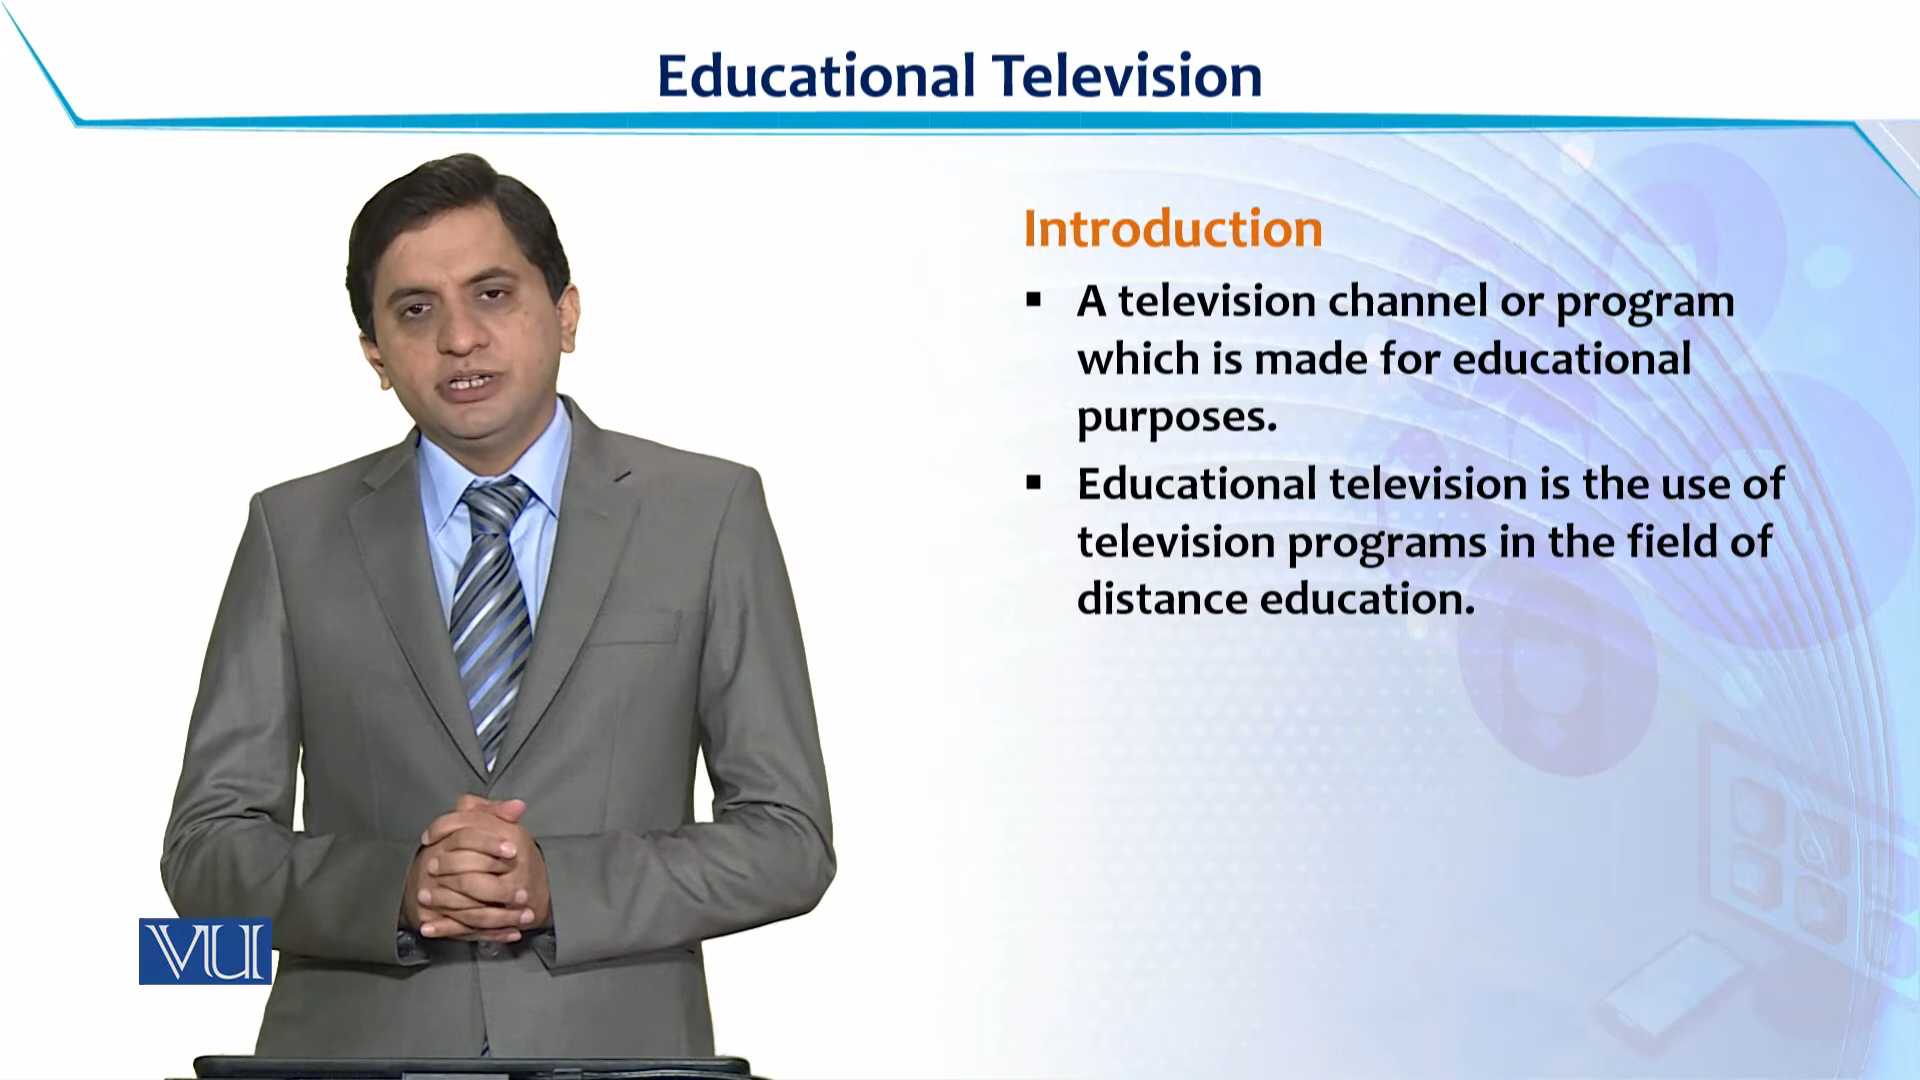 Educational Television
Introduction
▪ A television channel or program
which is made for educational
purposes.
▪ Educational television is the use of
television programs in the field of
distance education.
VU